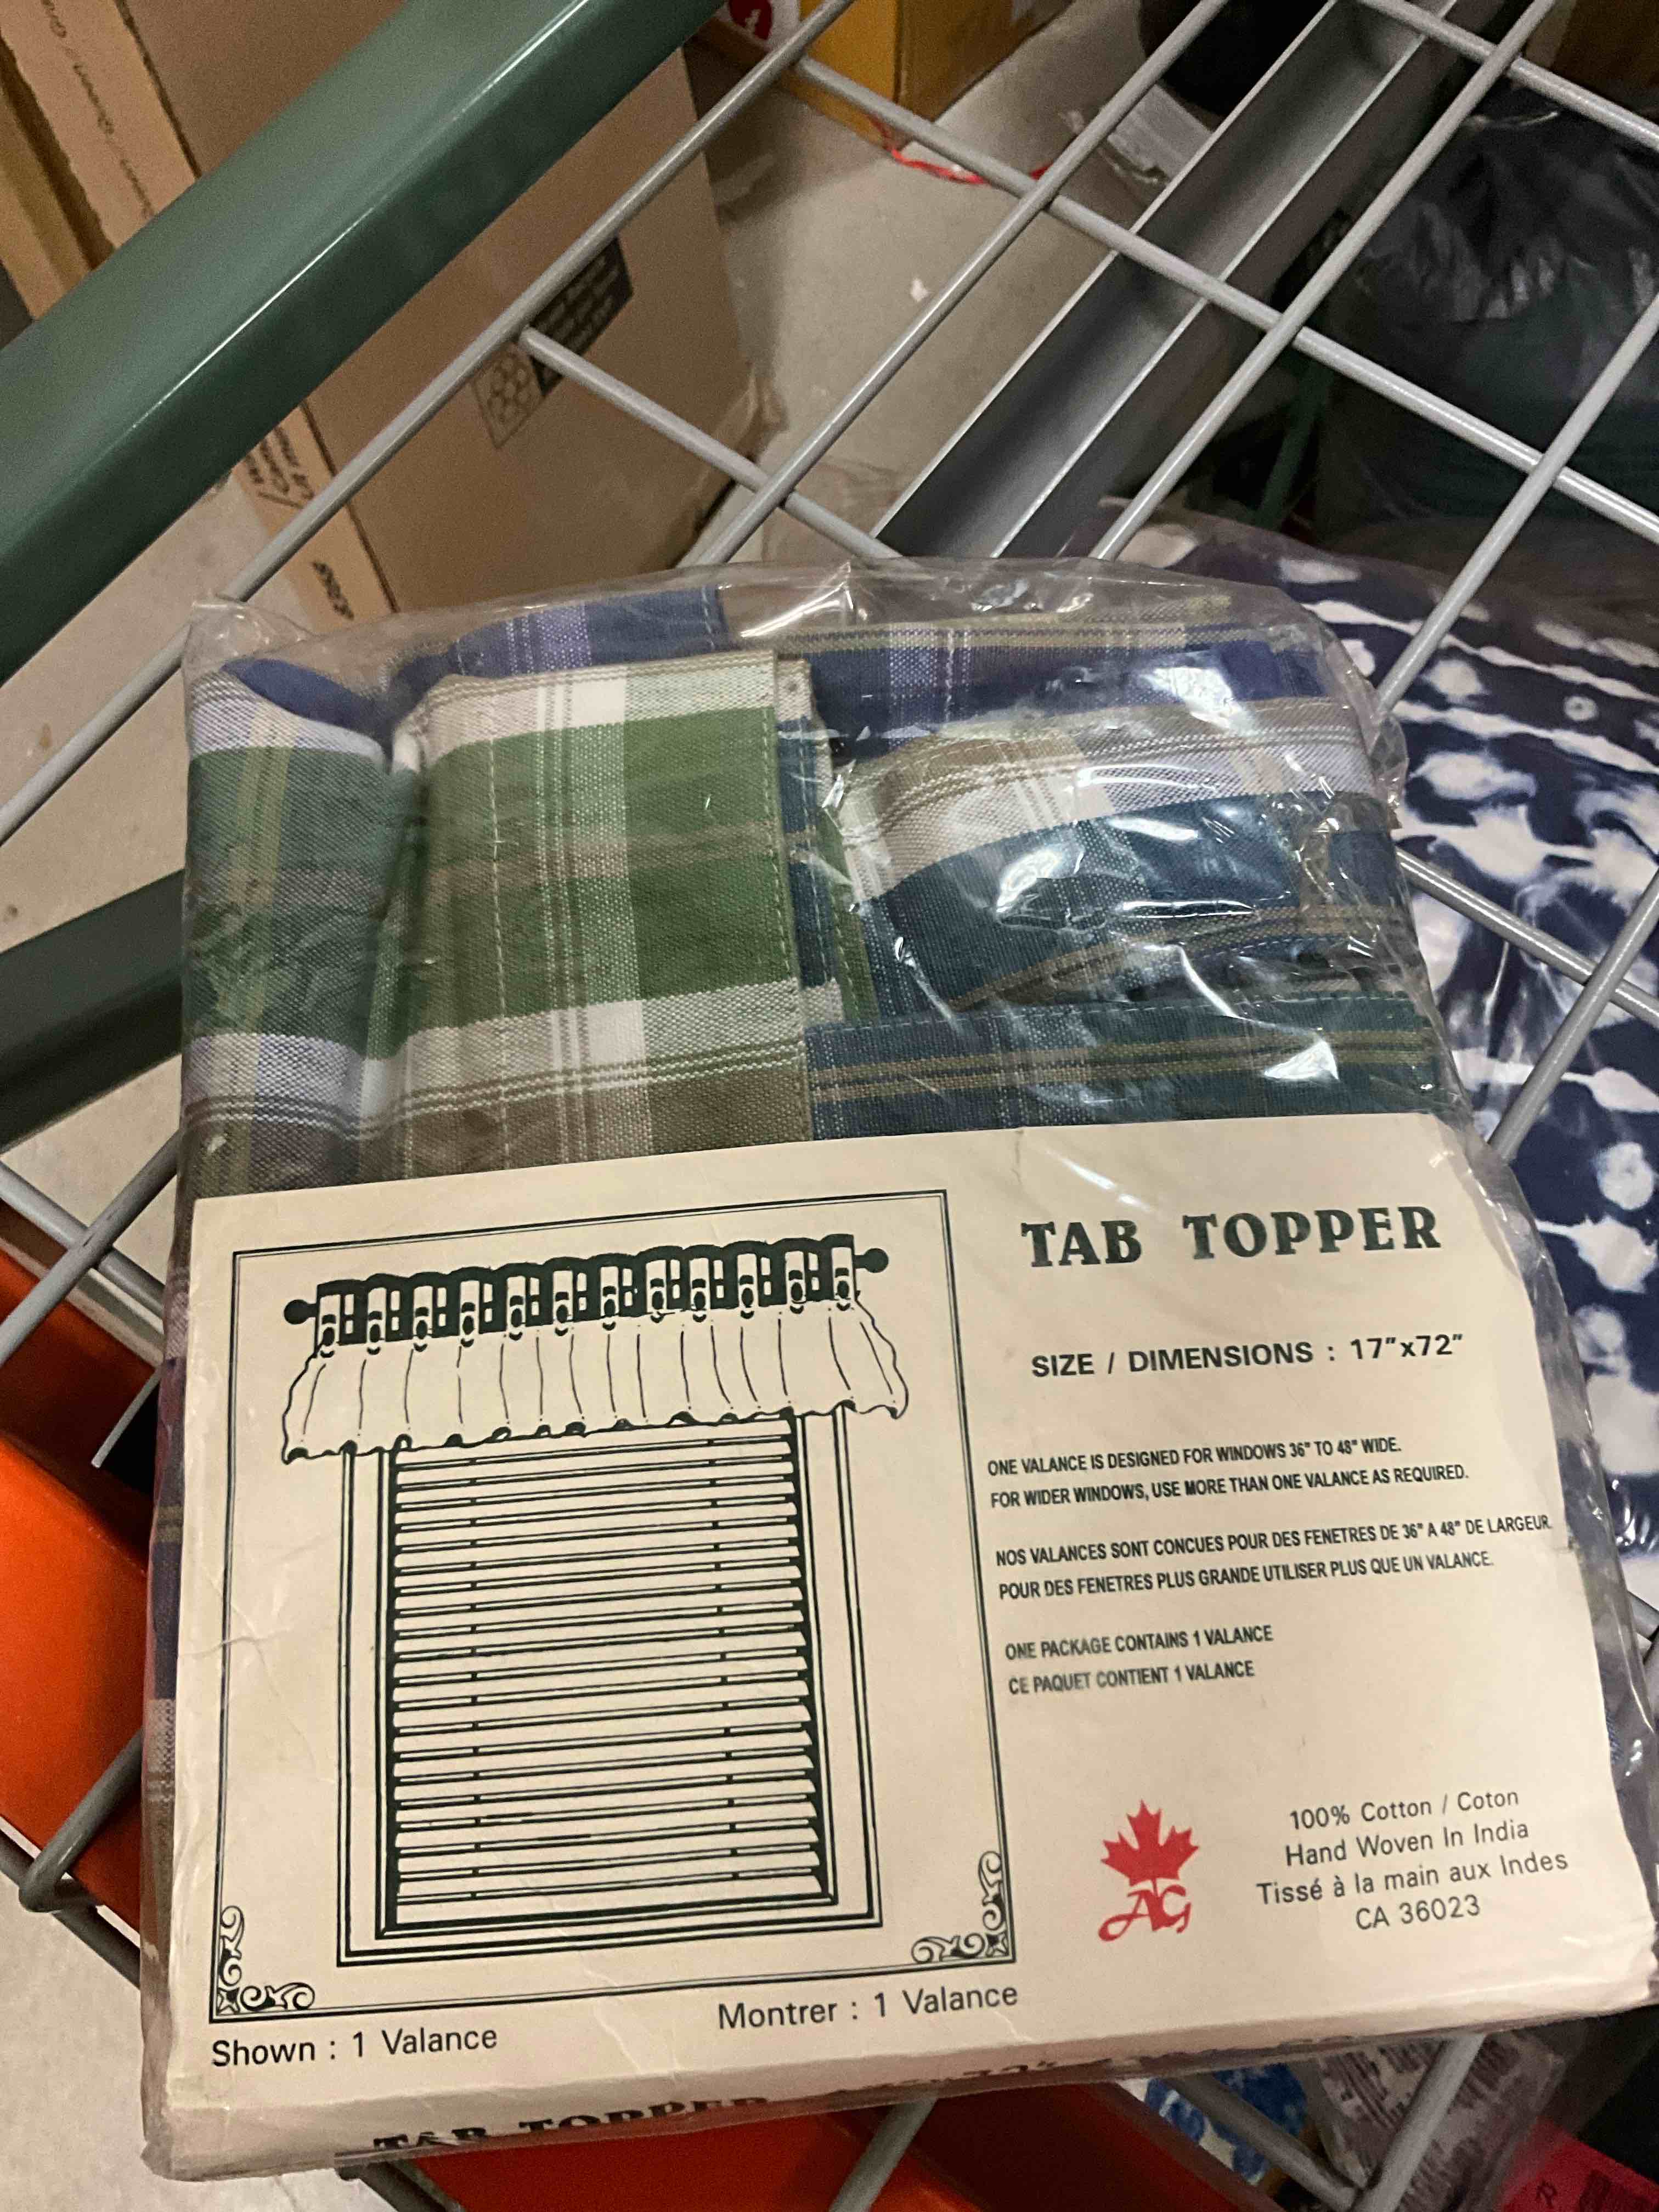 TAB TOPPER
SIZE / DIMENSIONS : 17"x72"
ONE VALANCE IS DESIGNED FOR WINDOWS 36" TO 48" WIDE.
FOR WIDER WINDOWS, USE MORE THAN ONE VALANCE AS REQUIRED.
NOS VALANCES SONT CONCUES POUR DES FENETRES DE 36" A 48" DE LARGEUR.
POUR DES FENETRES PLUS GRANDE UTILISER PLUS QUE UN VALANCE.
ONE PACKAGE CONTAINS 1 VALANCE
CE PAQUET CONTIENT 1 VALANCE
AG
100% Cotton / Coton
Hand Woven In India
Tissé à la main aux Indes
CA 36023
Shown : 1 Valance
Montrer : 1 Valance
TAB TOPPER